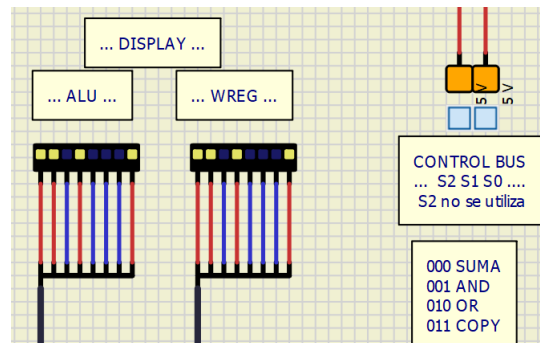 ... DISPLAY ...
... ALU ...
... WREG ...
5 V
5 V
CONTROL BUS
... S2 S1 S0 ....
S2 no se utiliza
000 SUMA
001 AND
010 OR
011 COPY